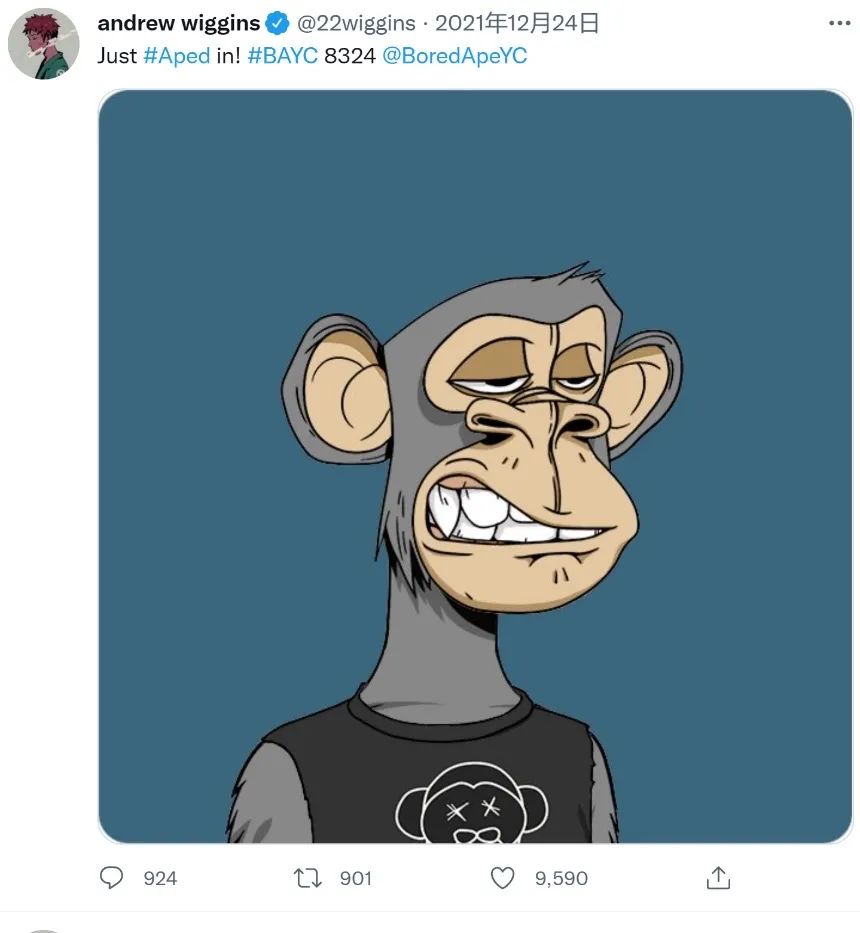 andrew wiggins @22wiggins · 2021年12月24日
Just #Aped in! #BAYC 8324 @BoredApeYC
924 901 9,590